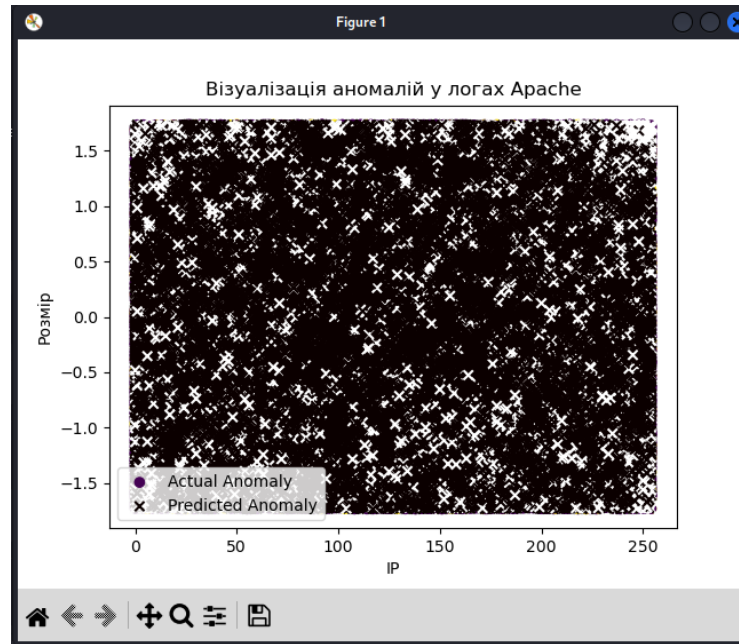 Figure 1
Візуалізація аномалій у логах Apache
1.5
1.0
0.5
0.0
−0.5
−1.0
−1.5
Розмір
Actual Anomaly
Predicted Anomaly
0
50
100
150
200
250
IP